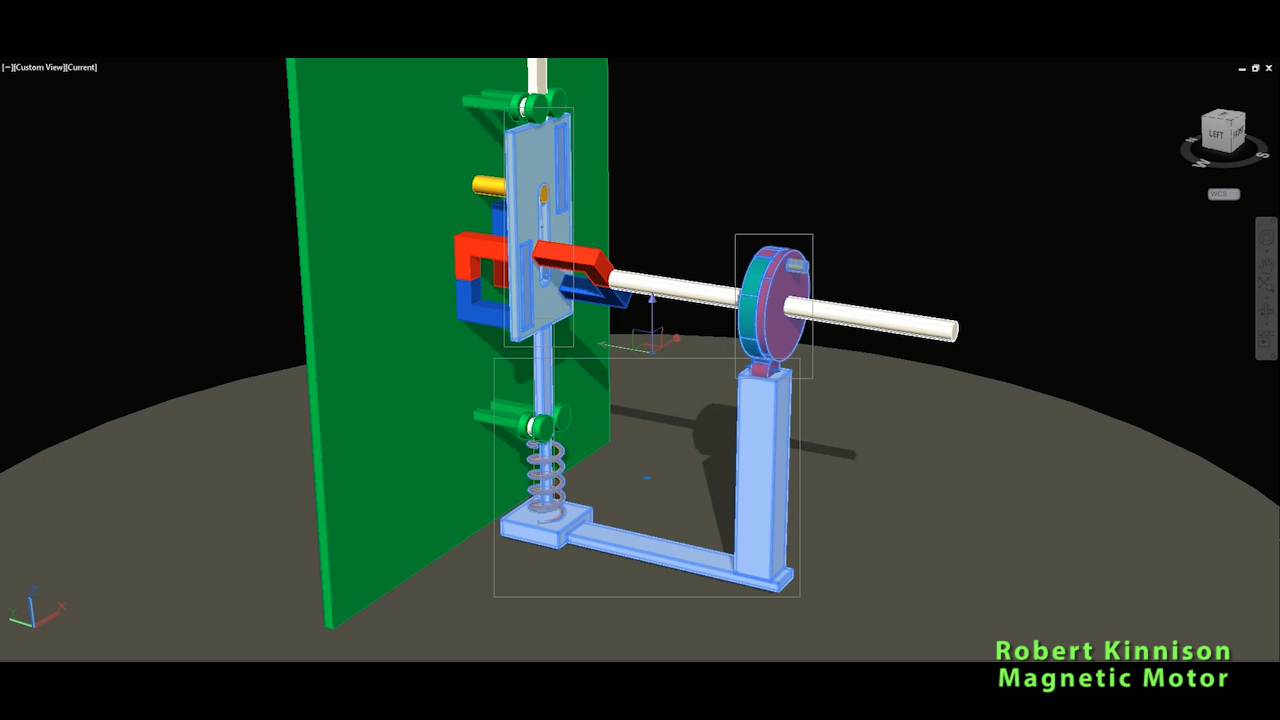 [−][Custom View][Current]
LEFT
FRONT
W
S
WCS
Y
Z
X
Robert Kinnison
Magnetic Motor